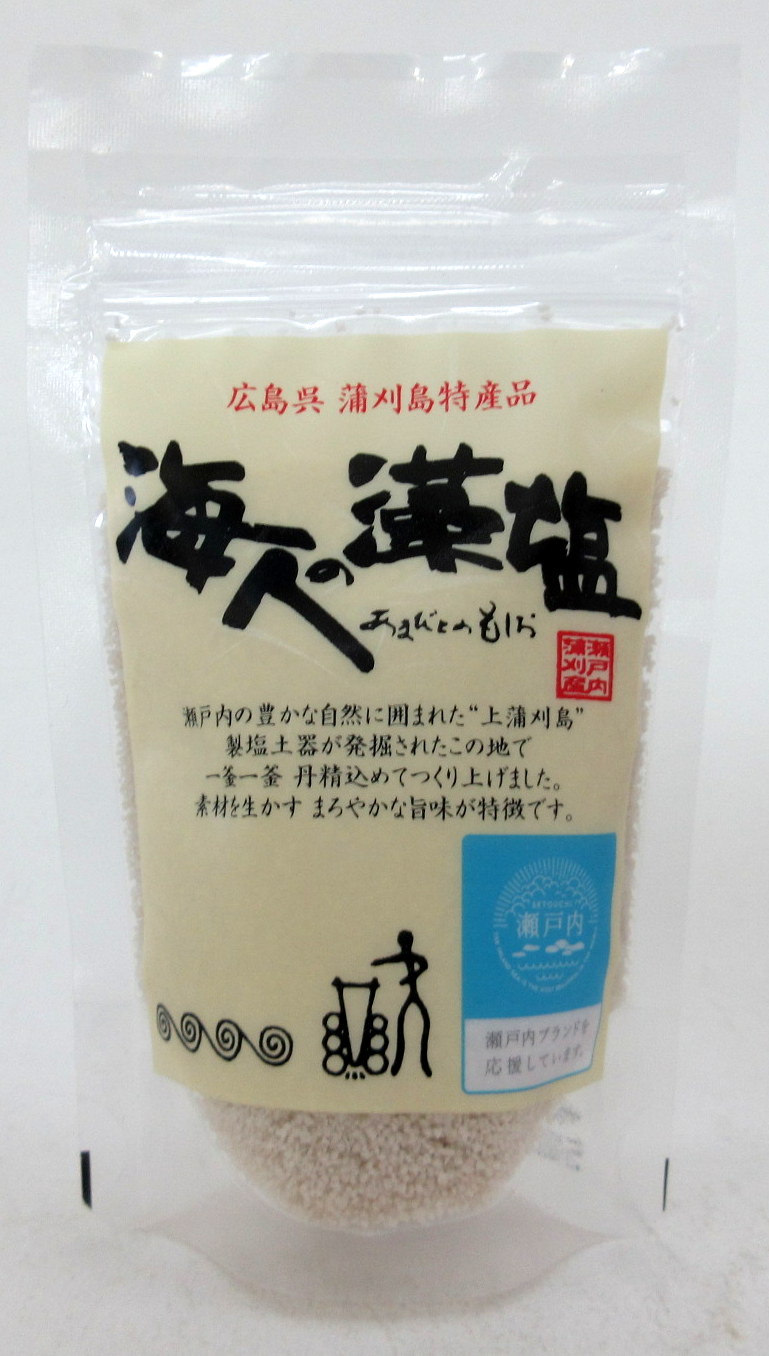 広島呉 蒲刈島特産品
海人の藻塩
あまびとのもしお
瀬戸内
蒲刈産
瀬戸内の豊かな自然に囲まれた“上蒲刈島”
製塩土器が発掘されたこの地で
一釜一釜 丹精込めてつくり上げました。
素材を生かす まろやかな旨味が特徴です。
SETOUCHI
瀬戸内
瀬戸内ブランドを
応援しています。